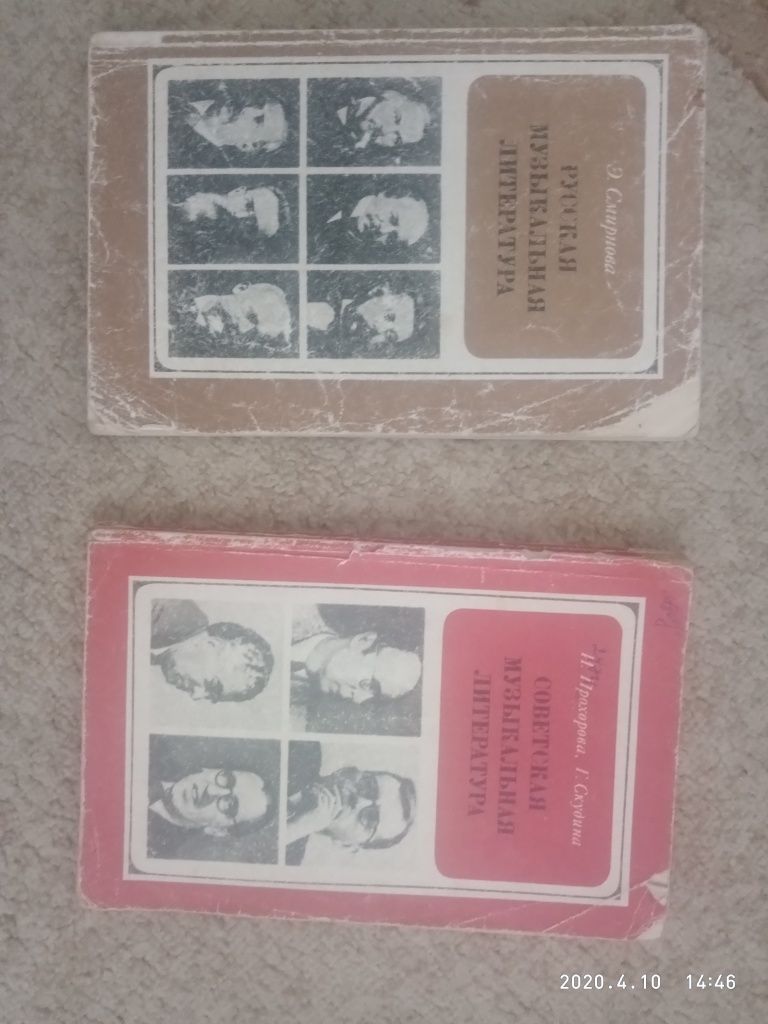 Э. Смирнова
РУССКАЯ
МУЗЫКАЛЬНАЯ
ЛИТЕРАТУРА
И. Прохорова, Г. Скудина
СОВЕТСКАЯ
МУЗЫКАЛЬНАЯ
ЛИТЕРАТУРА
2020.4.10 14:46